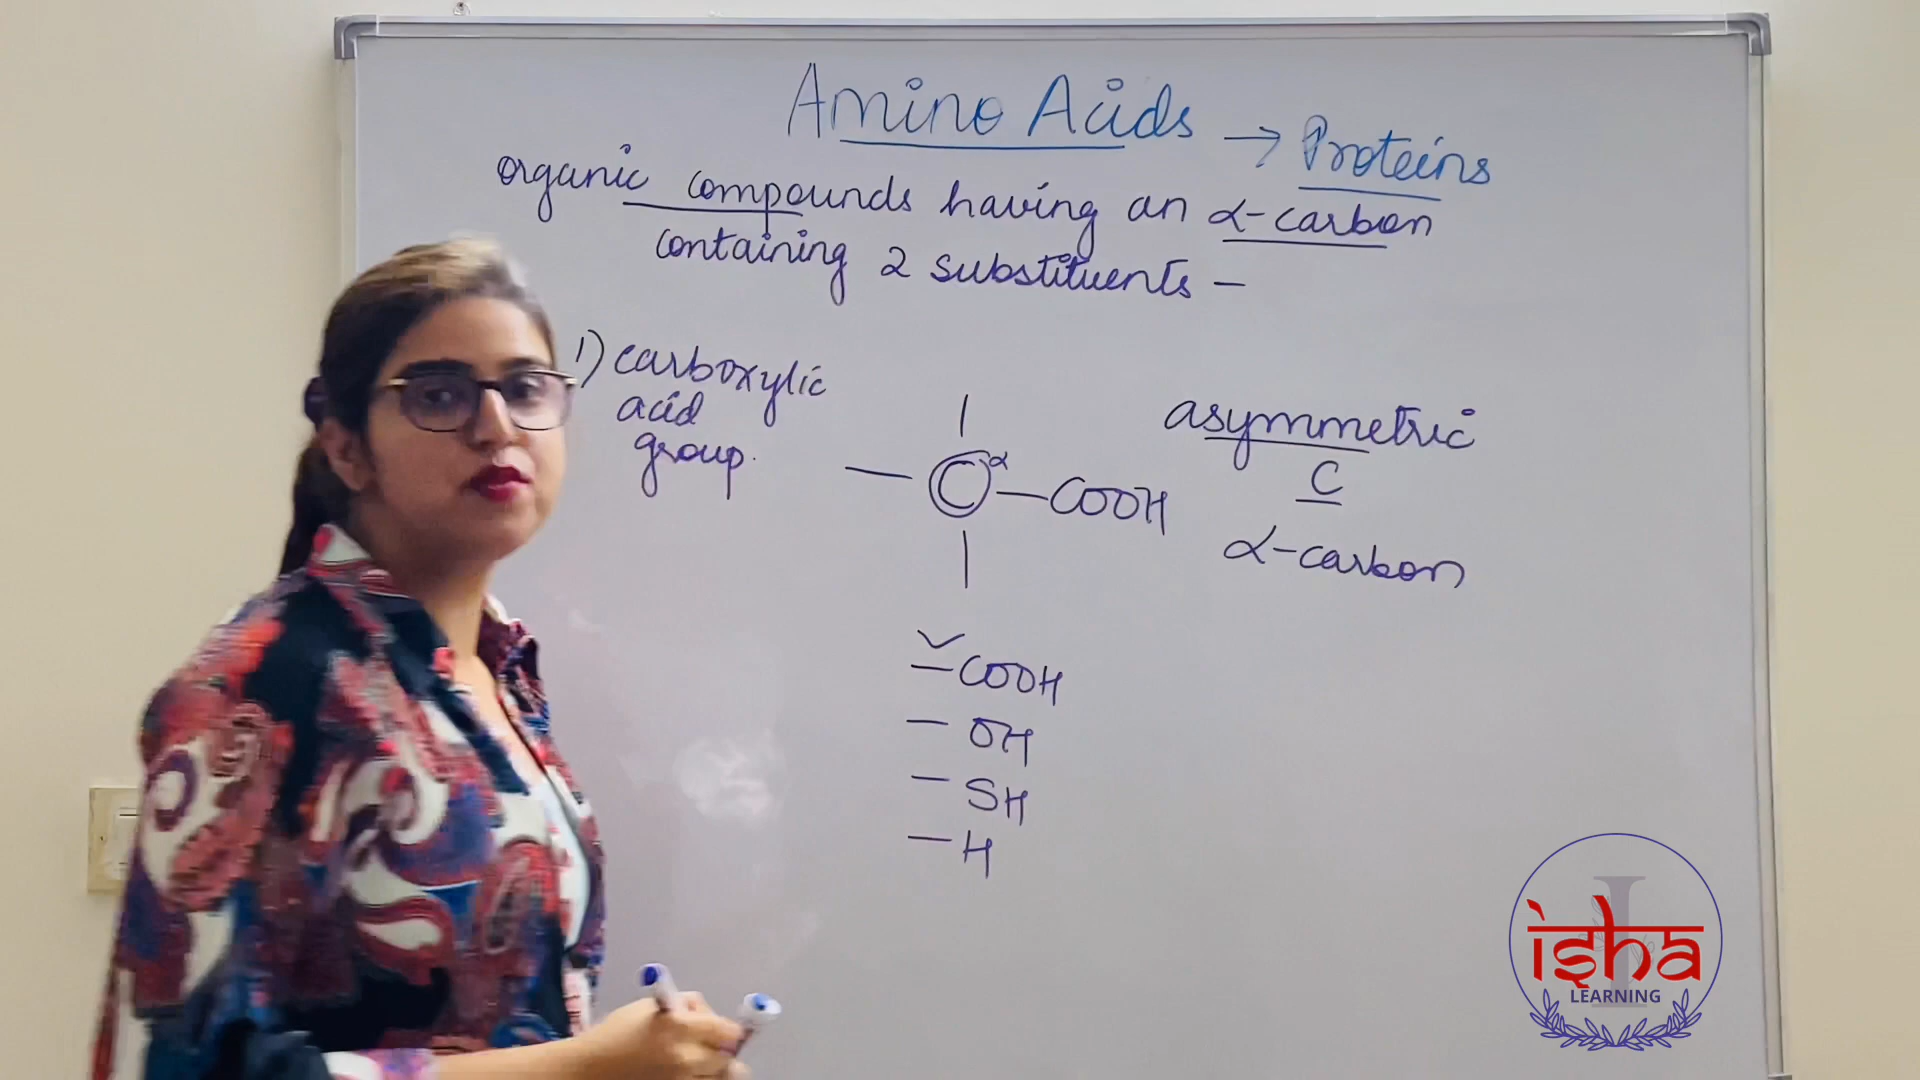 Amino Acids → Proteins
organic compounds having an α-carbon
containing 2 substituents –
1) carboxylic
acid
group.
— C α — COOH
asymmetric
C
α-carbon
— COOH
— OH
— SH
— H
isha
LEARNING